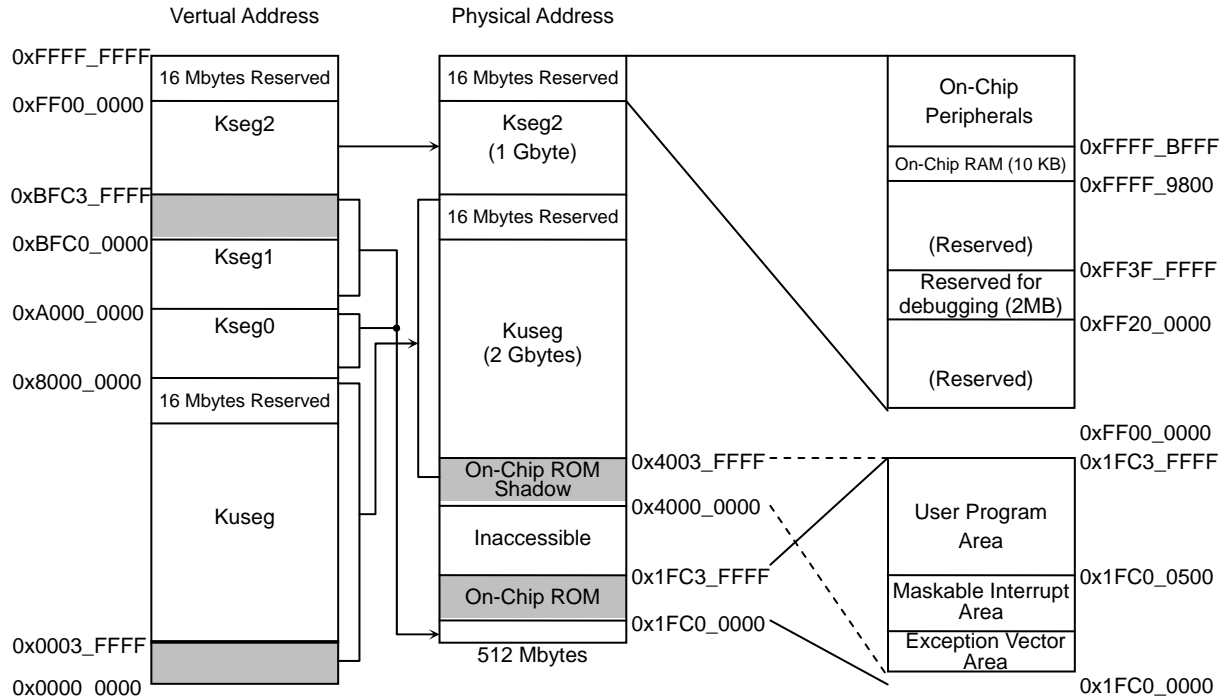 Vertual Address
Physical Address
0xFFFF_FFFF
16 Mbytes Reserved
0xFF00_0000
Kseg2
0xBFC3_FFFF
0xBFC0_0000
Kseg1
0xA000_0000
Kseg0
0x8000_0000
16 Mbytes Reserved
Kuseg
0x0003_FFFF
0x0000_0000
16 Mbytes Reserved
Kseg2
(1 Gbyte)
16 Mbytes Reserved
Kuseg
(2 Gbytes)
On-Chip ROM
Shadow
0x4003_FFFF
0x4000_0000
Inaccessible
0x1FC3_FFFF
On-Chip ROM
0x1FC0_0000
512 Mbytes
On-Chip
Peripherals
0xFFFF_BFFF
On-Chip RAM (10 KB)
0xFFFF_9800
(Reserved)
0xFF3F_FFFF
Reserved for
debugging (2MB)
0xFF20_0000
(Reserved)
0xFF00_0000
0x1FC3_FFFF
User Program
Area
0x1FC0_0500
Maskable Interrupt
Area
Exception Vector
Area
0x1FC0_0000